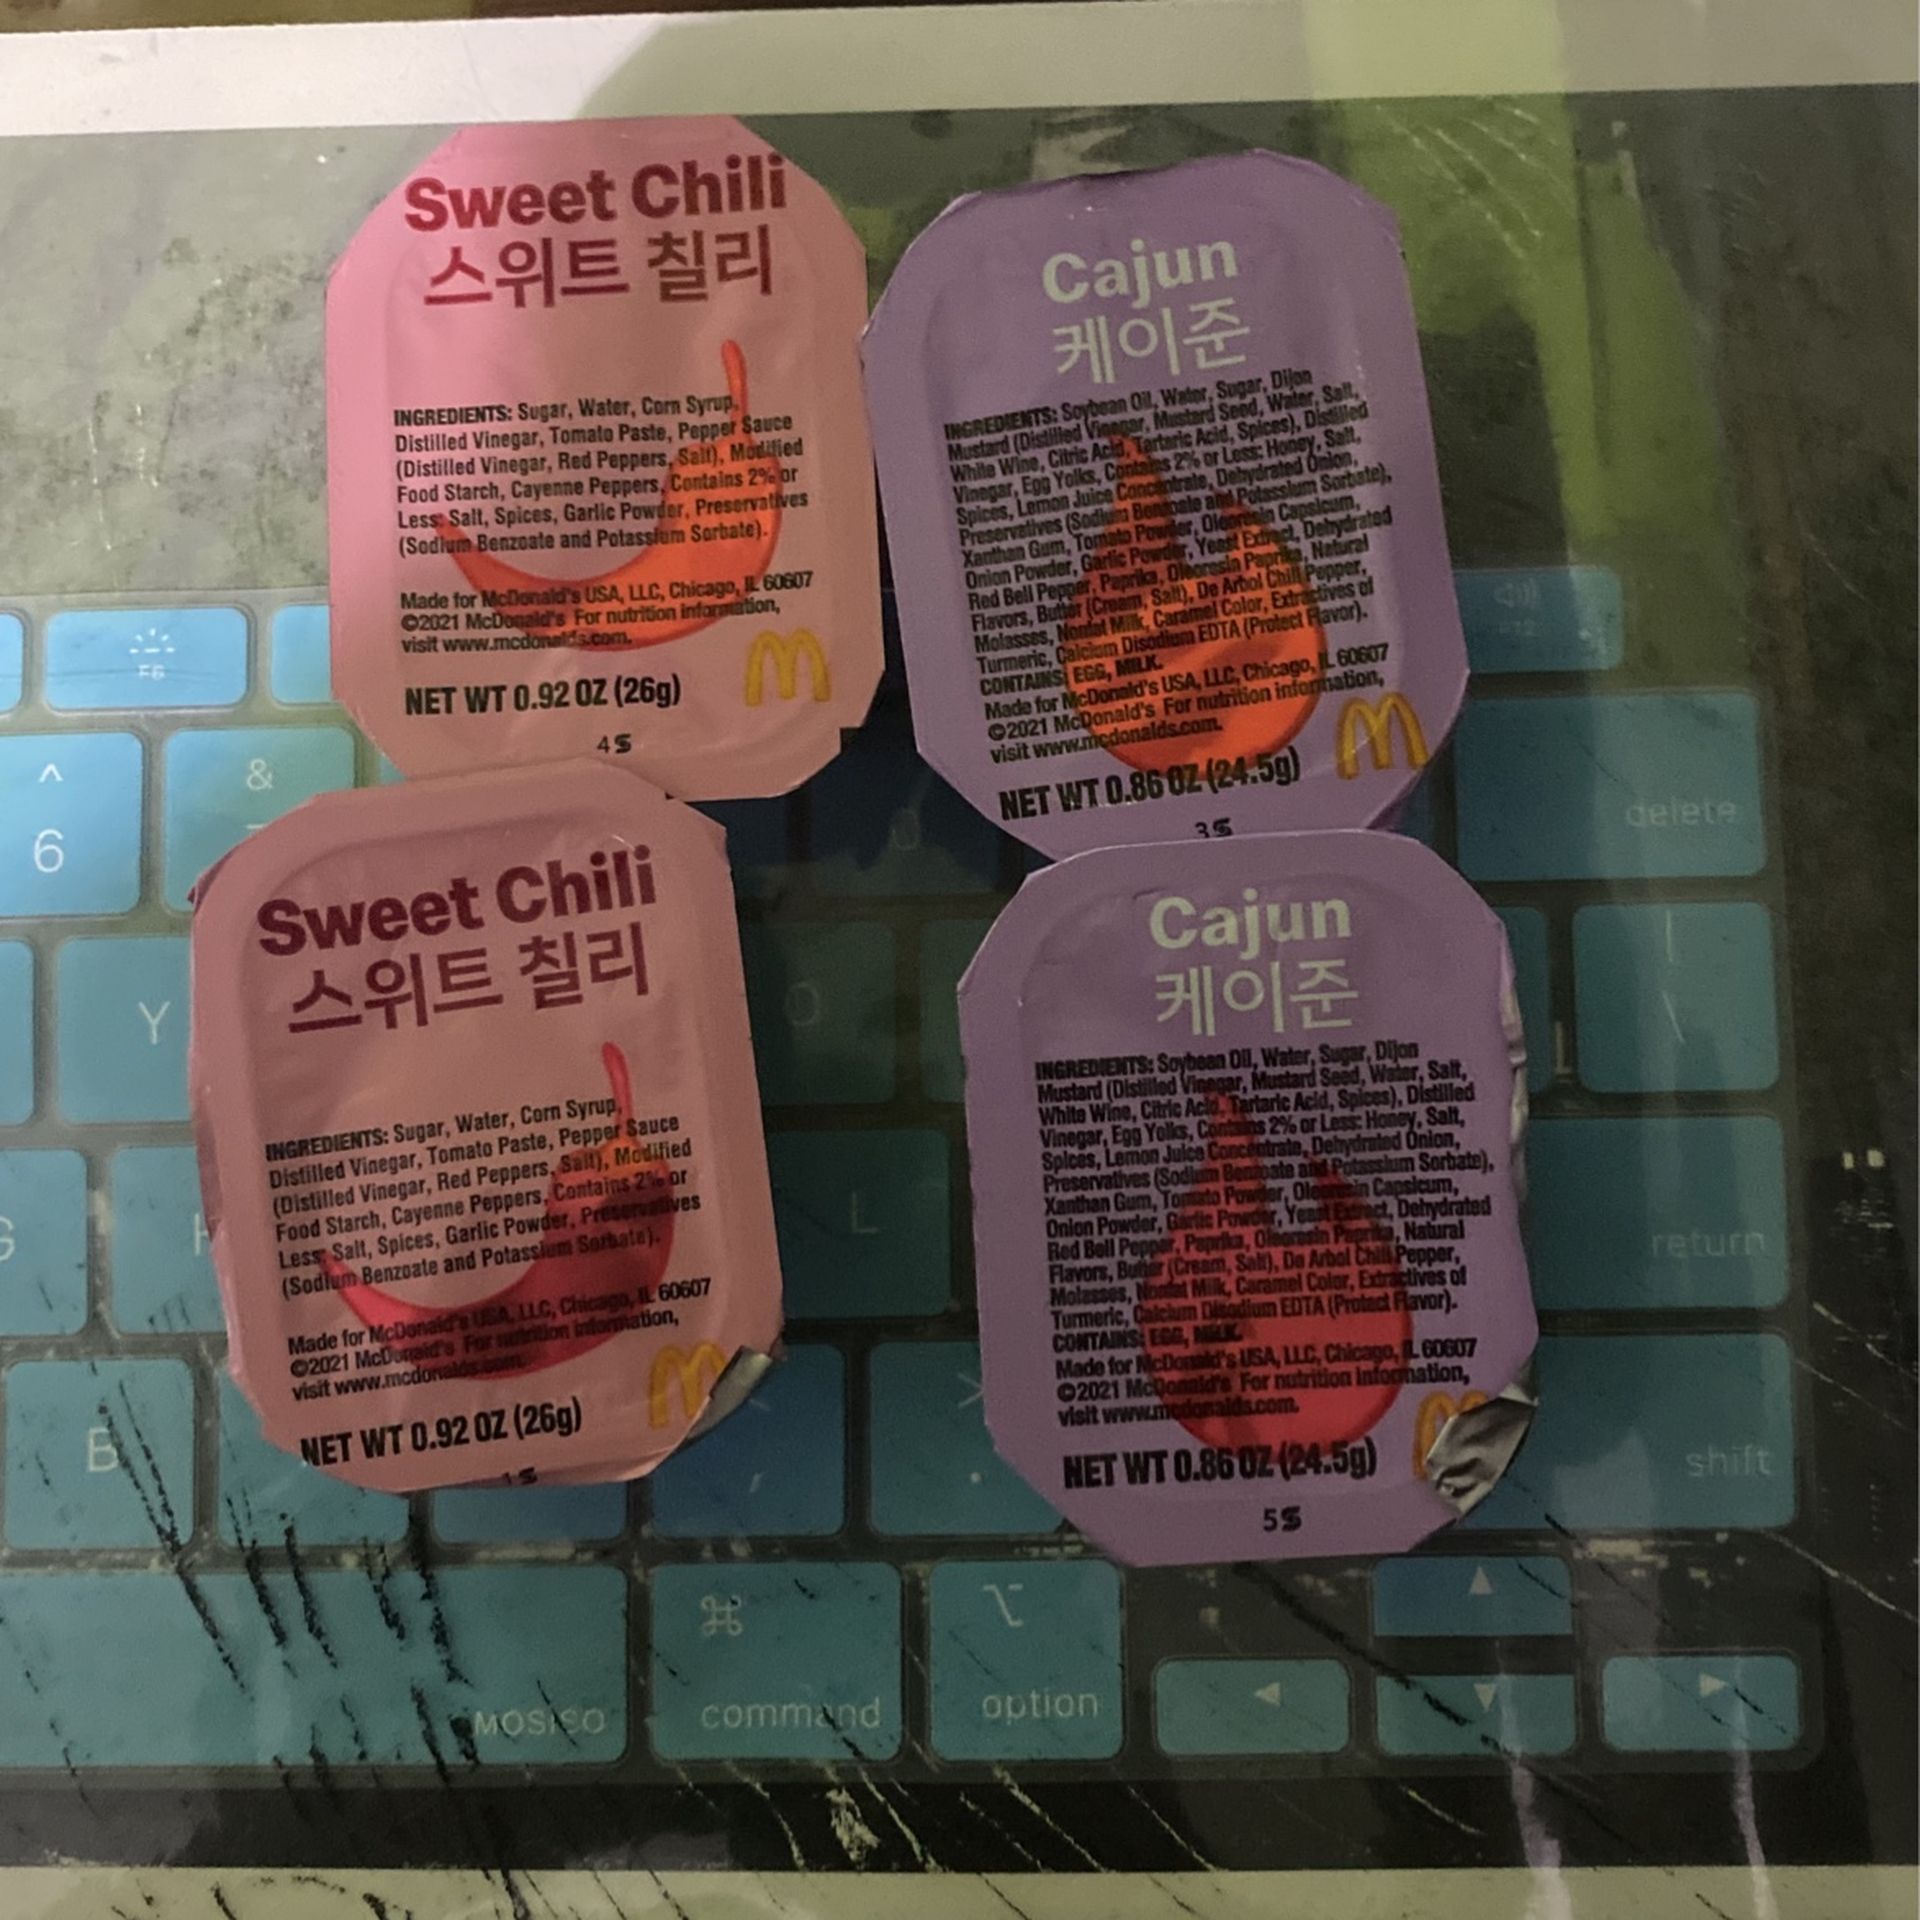 Sweet Chili
스위트 칠리
INGREDIENTS: Sugar, Water, Corn Syrup,
Distilled Vinegar, Tomato Paste, Pepper Sauce
(Distilled Vinegar, Red Peppers, Salt), Modified
Food Starch, Cayenne Peppers, Contains 2% or
Less: Salt, Spices, Garlic Powder, Preservatives
(Sodium Benzoate and Potassium Sorbate).
Made for McDonald's USA, LLC, Chicago, IL 60607
©2021 McDonald's For nutrition information,
visit www.mcdonalds.com.
NET WT 0.92 OZ (26g)
4S
Cajun
케이준
INGREDIENTS: Soybean Oil, Water, Sugar, Dijon
Mustard (Distilled Vinegar, Mustard Seed, Water, Salt,
White Wine, Citric Acid, Tartaric Acid, Spices), Distilled
Vinegar, Egg Yolks, Contains 2% or Less: Honey, Salt,
Spices, Lemon Juice Concentrate, Dehydrated Onion,
Preservatives (Sodium Benzoate and Potassium Sorbate),
Xanthan Gum, Tomato Powder, Oleoresin Capsicum,
Onion Powder, Garlic Powder, Yeast Extract, Dehydrated
Red Bell Pepper, Paprika, Oleoresin Paprika, Natural
Flavors, Butter (Cream, Salt), De Arbol Chili Pepper,
Molasses, Nonfat Milk, Caramel Color, Extractives of
Turmeric, Calcium Disodium EDTA (Protect Flavor).
CONTAINS: EGG, MILK.
Made for McDonald's USA, LLC, Chicago, IL 60607
©2021 McDonald's For nutrition information,
visit www.mcdonalds.com.
NET WT 0.86 OZ (24.5g)
3S
Sweet Chili
스위트 칠리
INGREDIENTS: Sugar, Water, Corn Syrup,
Distilled Vinegar, Tomato Paste, Pepper Sauce
(Distilled Vinegar, Red Peppers, Salt), Modified
Food Starch, Cayenne Peppers, Contains 2% or
Less: Salt, Spices, Garlic Powder, Preservatives
(Sodium Benzoate and Potassium Sorbate).
Made for McDonald's USA, LLC, Chicago, IL 60607
©2021 McDonald's For nutrition information,
visit www.mcdonalds.com.
NET WT 0.92 OZ (26g)
1S
Cajun
케이준
INGREDIENTS: Soybean Oil, Water, Sugar, Dijon
Mustard (Distilled Vinegar, Mustard Seed, Water, Salt,
White Wine, Citric Acid, Tartaric Acid, Spices), Distilled
Vinegar, Egg Yolks, Contains 2% or Less: Honey, Salt,
Spices, Lemon Juice Concentrate, Dehydrated Onion,
Preservatives (Sodium Benzoate and Potassium Sorbate),
Xanthan Gum, Tomato Powder, Oleoresin Capsicum,
Onion Powder, Garlic Powder, Yeast Extract, Dehydrated
Red Bell Pepper, Paprika, Oleoresin Paprika, Natural
Flavors, Butter (Cream, Salt), De Arbol Chili Pepper,
Molasses, Nonfat Milk, Caramel Color, Extractives of
Turmeric, Calcium Disodium EDTA (Protect Flavor).
CONTAINS: EGG, MILK.
Made for McDonald's USA, LLC, Chicago, IL 60607
©2021 McDonald's For nutrition information,
visit www.mcdonalds.com.
NET WT 0.86 OZ (24.5g)
5S
F6
^
6
&
delete
Y
O
|
\
L
return
B
shift
MOSISO
⌘
command
⌥
option